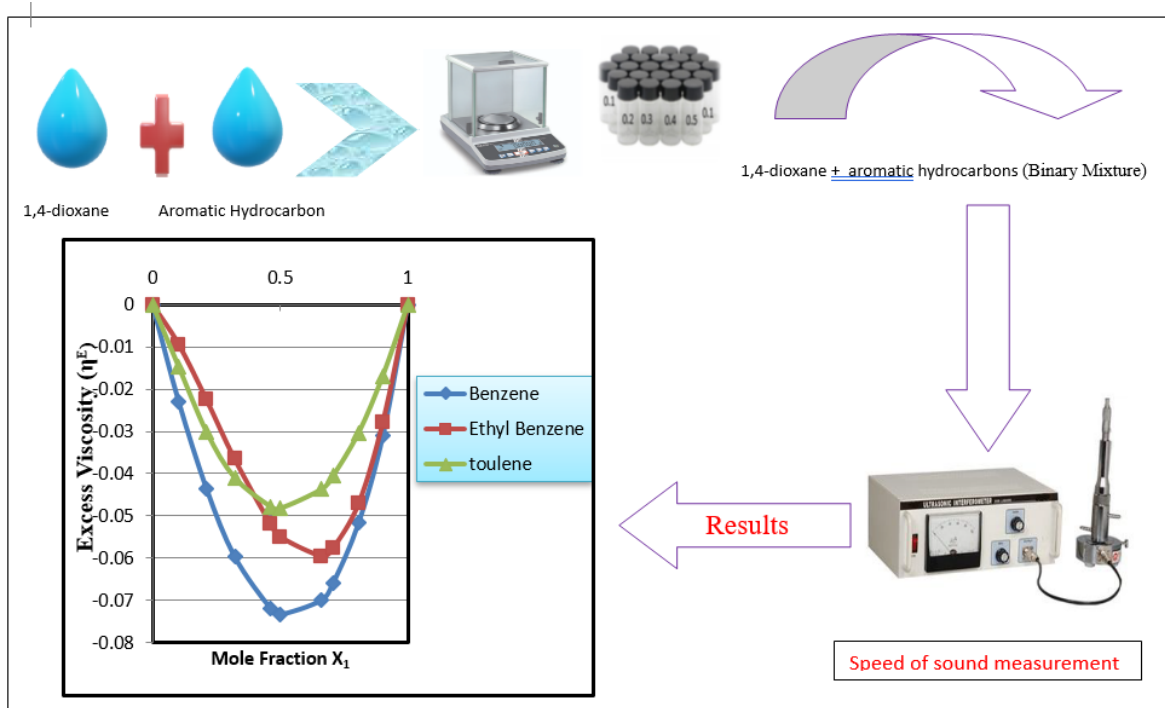 0.1
0.2 0.3 0.4 0.5
0.1
1,4-dioxane + aromatic hydrocarbons (Binary Mixture)
1,4-dioxane
Aromatic Hydrocarbon
0 0.5 1
0
-0.01
-0.02
-0.03
-0.04
-0.05
-0.06
-0.07
-0.08
Excess Viscosity (ηᴱ)
Mole Fraction X₁
Benzene
Ethyl Benzene
toulene
Results
ULTRASONIC INTERFEROMETER
Speed of sound measurement